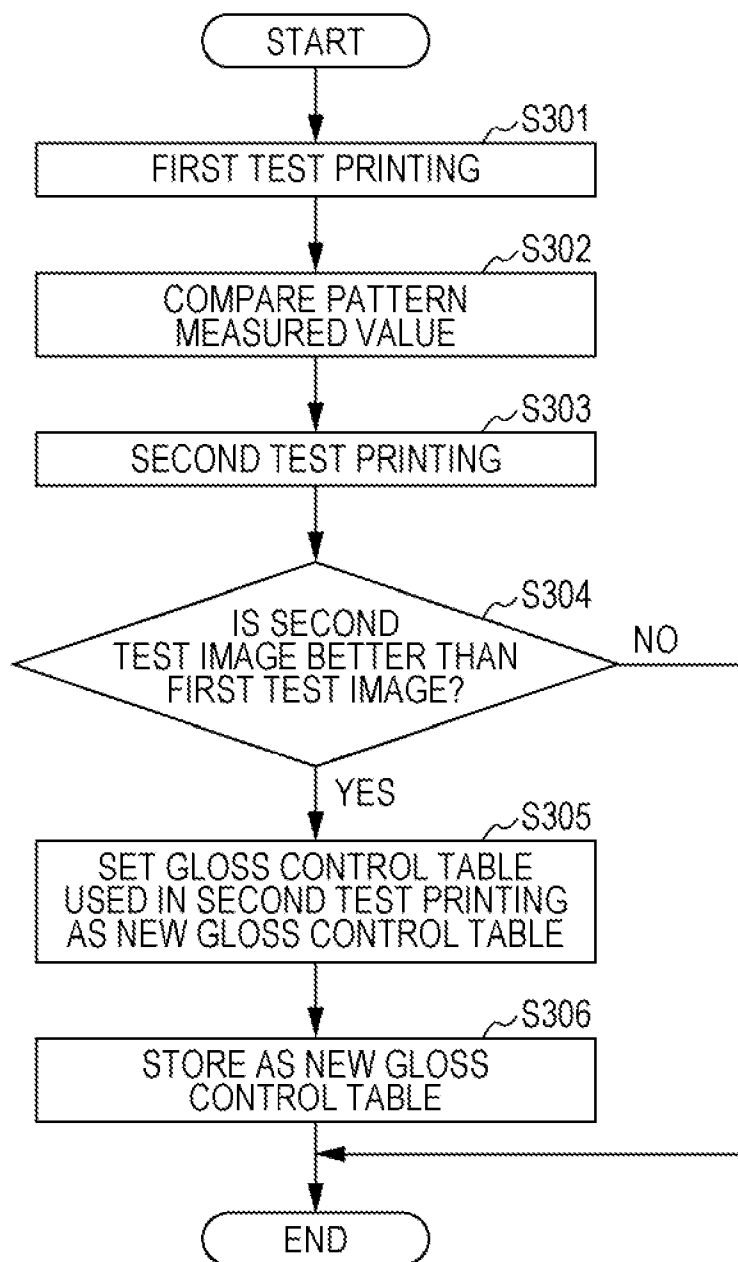 START
S301
FIRST TEST PRINTING
S302
COMPARE PATTERN
MEASURED VALUE
S303
SECOND TEST PRINTING
S304
IS SECOND
TEST IMAGE BETTER THAN
FIRST TEST IMAGE?
NO
YES
S305
SET GLOSS CONTROL TABLE
USED IN SECOND TEST PRINTING
AS NEW GLOSS CONTROL TABLE
S306
STORE AS NEW GLOSS
CONTROL TABLE
END